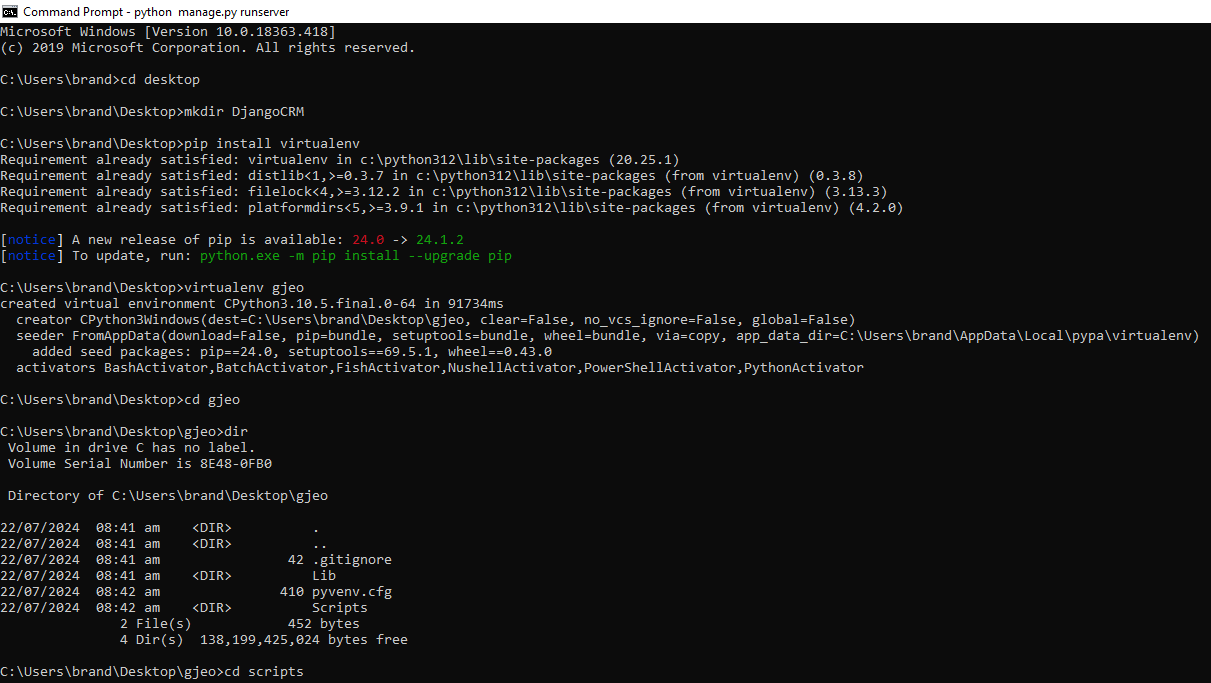 Command Prompt - python  manage.py runserver
Microsoft Windows [Version 10.0.18363.418]
(c) 2019 Microsoft Corporation. All rights reserved.
C:\Users\brand>cd desktop
C:\Users\brand\Desktop>mkdir DjangoCRM
C:\Users\brand\Desktop>pip install virtualenv
Requirement already satisfied: virtualenv in c:\python312\lib\site-packages (20.25.1)
Requirement already satisfied: distlib<1,>=0.3.7 in c:\python312\lib\site-packages (from virtualenv) (0.3.8)
Requirement already satisfied: filelock<4,>=3.12.2 in c:\python312\lib\site-packages (from virtualenv) (3.13.3)
Requirement already satisfied: platformdirs<5,>=3.9.1 in c:\python312\lib\site-packages (from virtualenv) (4.2.0)
[notice] A new release of pip is available: 24.0 -> 24.1.2
[notice] To update, run: python.exe -m pip install --upgrade pip
C:\Users\brand\Desktop>virtualenv gjeo
created virtual environment CPython3.10.5.final.0-64 in 91734ms
  creator CPython3Windows(dest=C:\Users\brand\Desktop\gjeo, clear=False, no_vcs_ignore=False, global=False)
  seeder FromAppData(download=False, pip=bundle, setuptools=bundle, wheel=bundle, via=copy, app_data_dir=C:\Users\brand\AppData\Local\pypa\virtualenv)
    added seed packages: pip==24.0, setuptools==69.5.1, wheel==0.43.0
  activators BashActivator,BatchActivator,FishActivator,NushellActivator,PowerShellActivator,PythonActivator
C:\Users\brand\Desktop>cd gjeo
C:\Users\brand\Desktop\gjeo>dir
 Volume in drive C has no label.
 Volume Serial Number is 8E48-0FB0
 Directory of C:\Users\brand\Desktop\gjeo
22/07/2024  08:41 am    <DIR>          .
22/07/2024  08:41 am    <DIR>          ..
22/07/2024  08:41 am                42 .gitignore
22/07/2024  08:41 am    <DIR>          Lib
22/07/2024  08:42 am               410 pyvenv.cfg
22/07/2024  08:42 am    <DIR>          Scripts
               2 File(s)            452 bytes
               4 Dir(s)  138,199,425,024 bytes free
C:\Users\brand\Desktop\gjeo>cd scripts